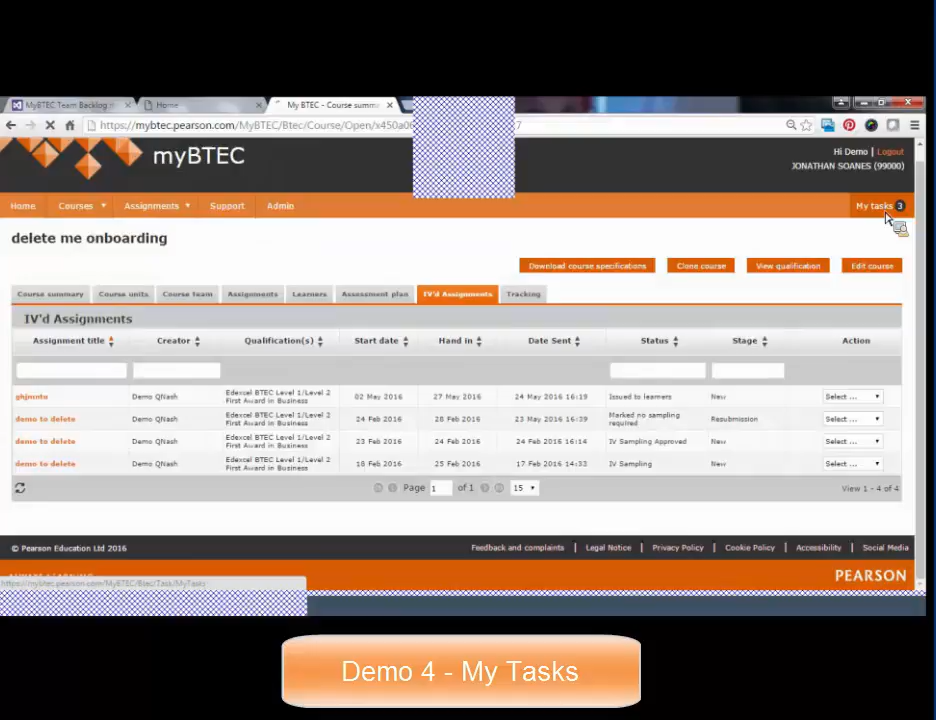 MyBTEC Team Backlog
Home
My BTEC - Course summ
https://mybtec.pearson.com/MyBTEC/Btec/Course/Open/x450a06
7
myBTEC
Hi Demo | Logout
JONATHAN SOANES (99000)
Home Courses Assignments Support Admin My tasks 3
delete me onboarding
Download course specifications Clone course View qualification Edit course
Course summary Course units Course team Assignments Learners Assessment plan IV'd Assignments Tracking
IV'd Assignments
Assignment title Creator Qualification(s) Start date Hand in Date Sent Status Stage Action
ghjmntu Demo QNash Edexcel BTEC Level 1/Level 2 First Award in Business 02 May 2016 27 May 2016 24 May 2016 16:19 Issued to learners New Select ...
demo to delete Demo QNash Edexcel BTEC Level 1/Level 2 First Award in Business 24 Feb 2016 28 Feb 2016 23 May 2016 16:39 Marked no sampling required Resubmission Select ...
demo to delete Demo QNash Edexcel BTEC Level 1/Level 2 First Award in Business 23 Feb 2016 24 Feb 2016 24 Feb 2016 16:14 IV Sampling Approved New Select ...
demo to delete Demo QNash Edexcel BTEC Level 1/Level 2 First Award in Business 18 Feb 2016 25 Feb 2016 17 Feb 2016 14:33 IV Sampling New Select ...
Page 1 of 1 15 View 1 - 4 of 4
© Pearson Education Ltd 2016 Feedback and complaints | Legal Notice | Privacy Policy | Cookie Policy | Accessibility | Social Media
https://mybtec.pearson.com/MyBTEC/Btec/Task/MyTasks
PEARSON
Demo 4 - My Tasks